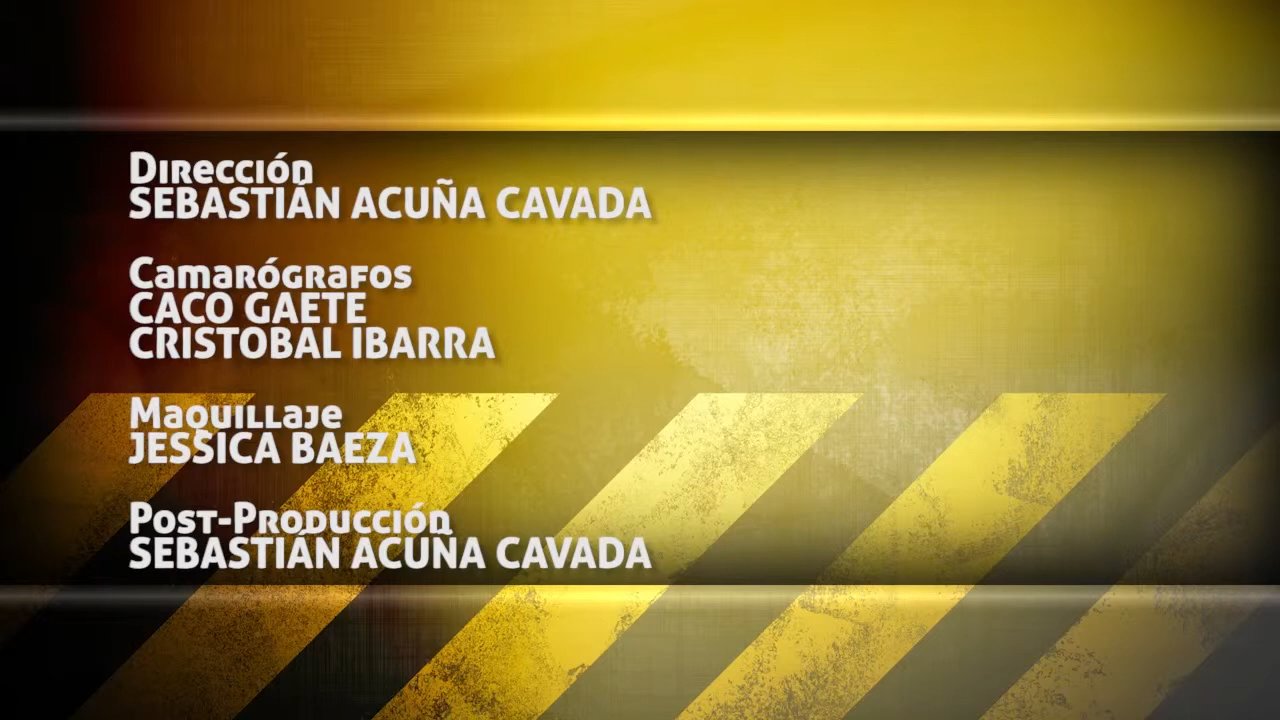 Dirección
SEBASTIÁN ACUÑA CAVADA
Camarógrafos
CACO GAETE
CRISTOBAL IBARRA
Maquillaje
JESSICA BAEZA
Post-Producción
SEBASTIÁN ACUÑA CAVADA